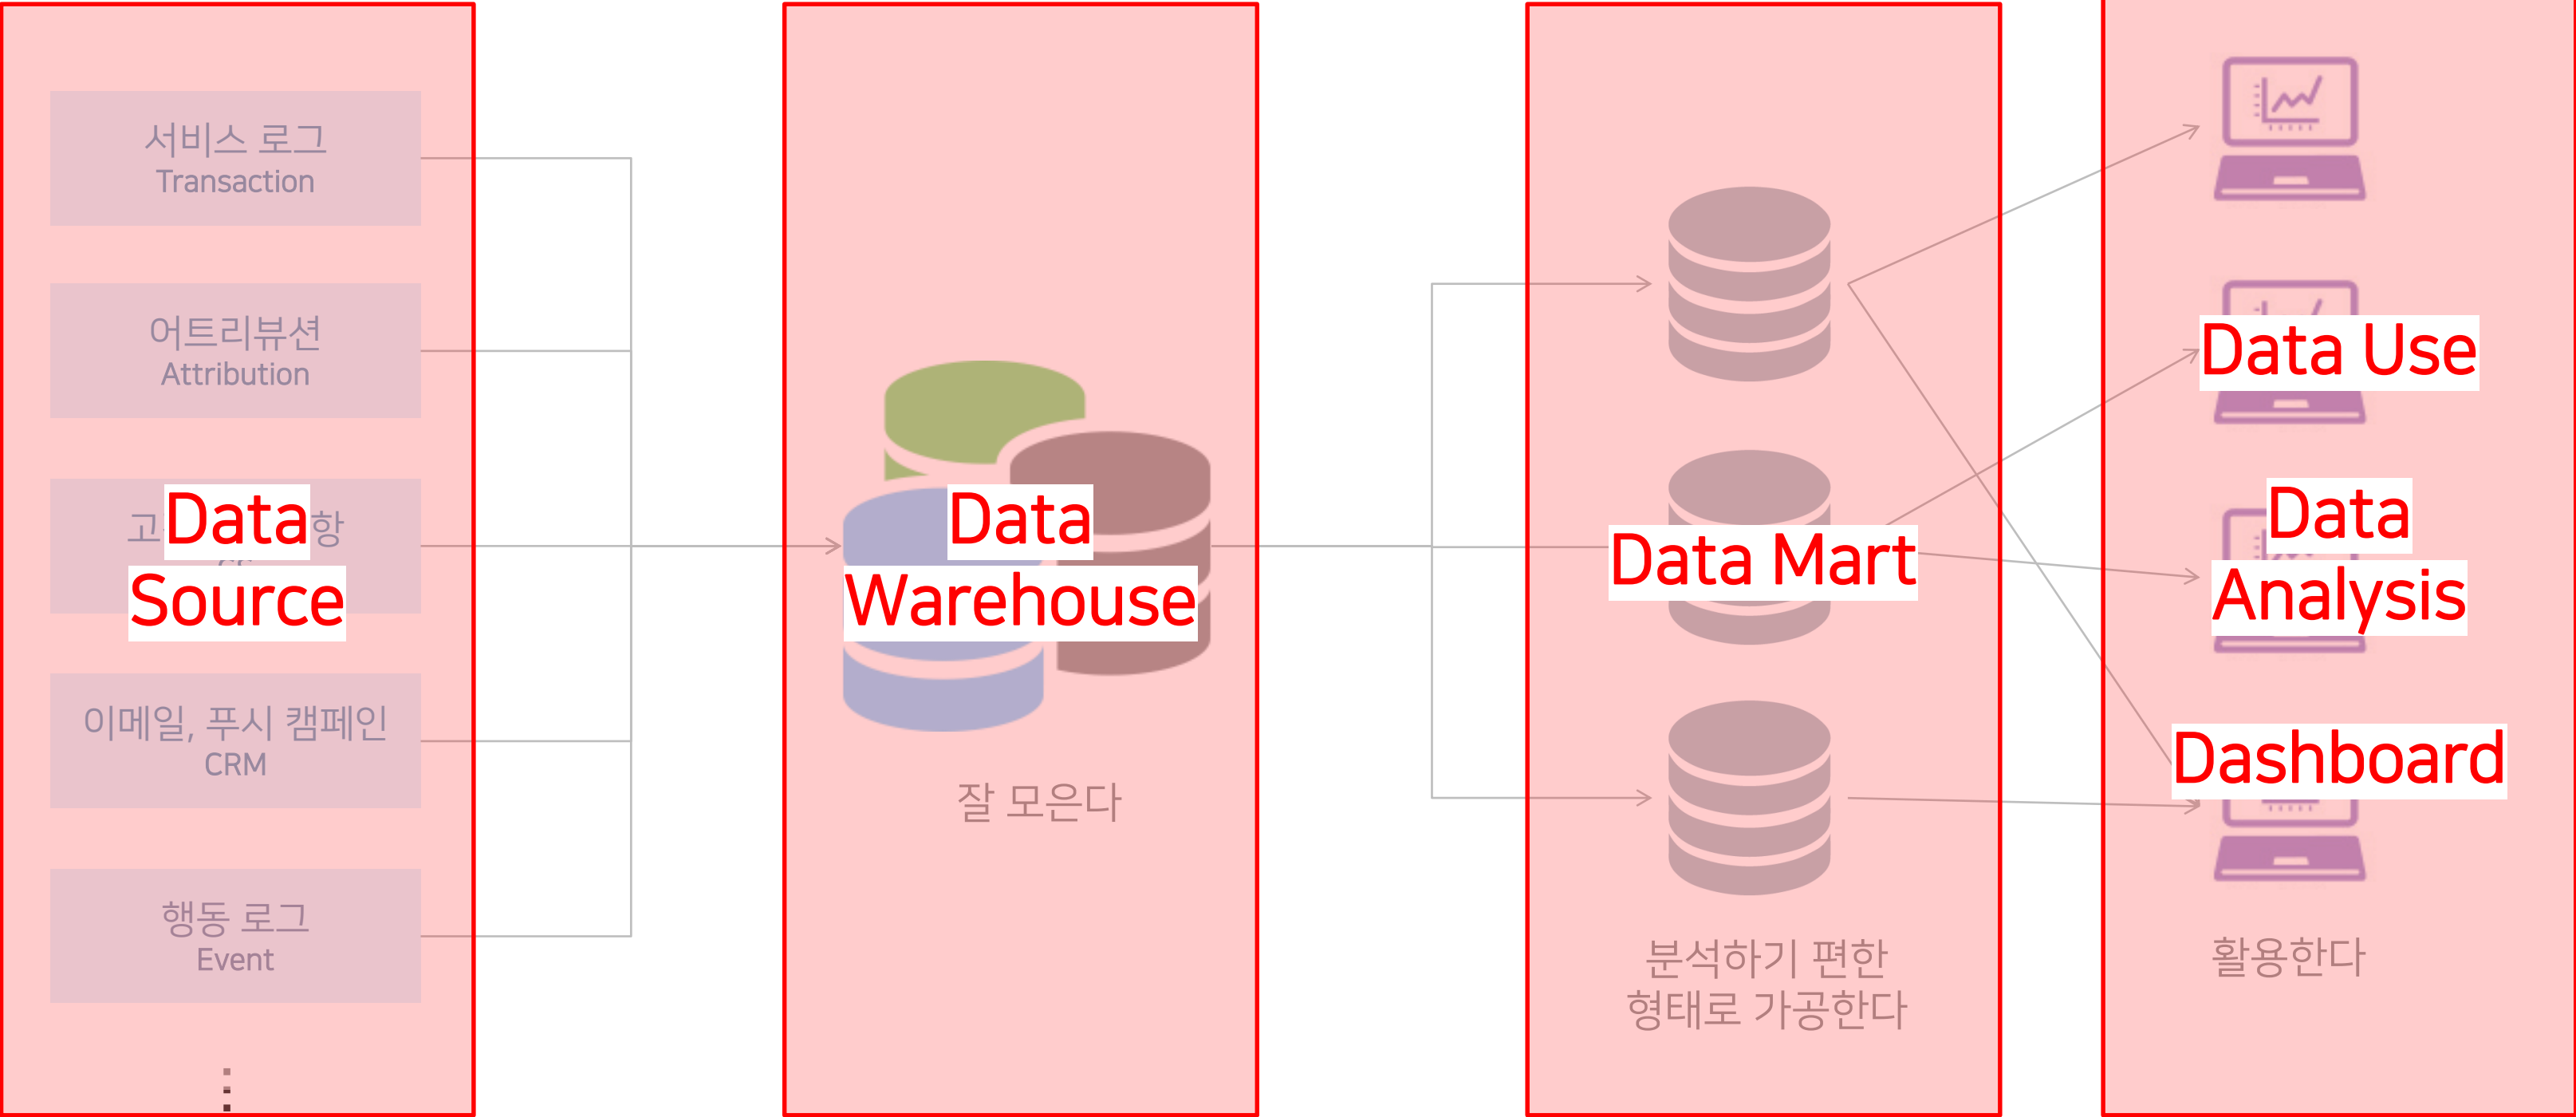 서비스 로그
Transaction
어트리뷰션
Attribution
Data
Source
이메일, 푸시 캠페인
CRM
행동 로그
Event
Data
Warehouse
잘 모은다
Data Mart
분석하기 편한
형태로 가공한다
Data Use
Data
Analysis
Dashboard
활용한다